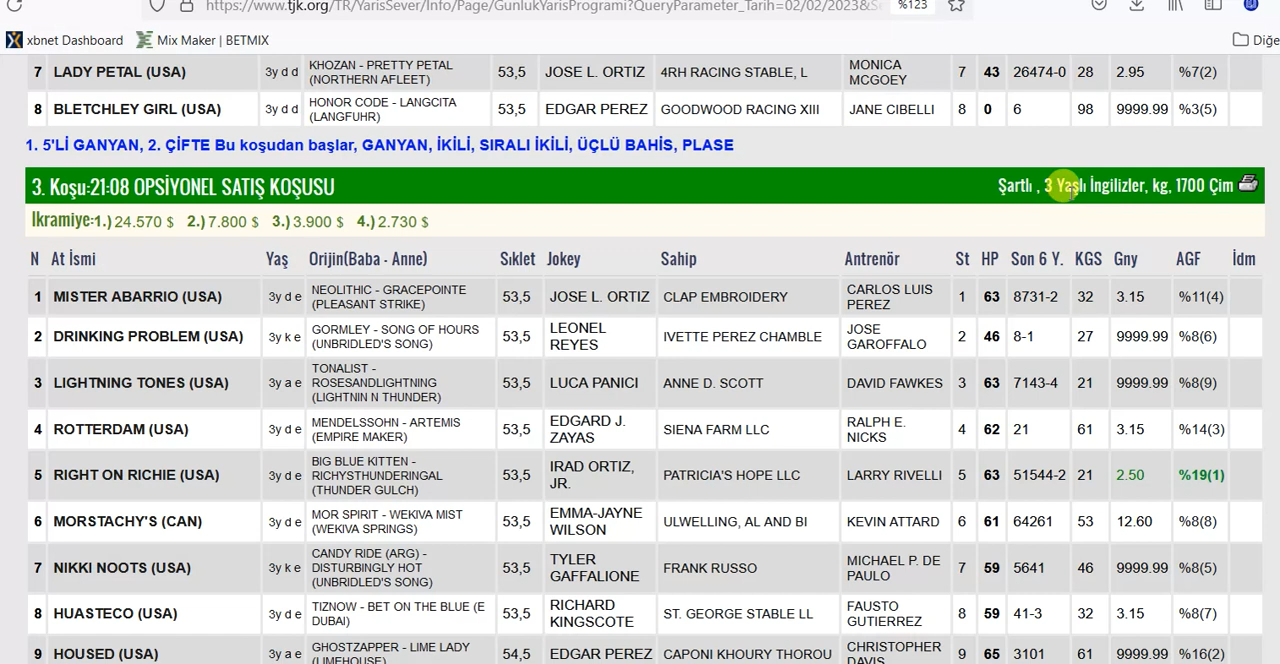 https://www.tjk.org/TR/YarisSever/Info/Page/GunlukYarisProgrami?QueryParameter_Tarih=02/02/2023&Se %123
xbnet Dashboard Mix Maker | BETMIX Diğe
7 LADY PETAL (USA) 3y d d KHOZAN - PRETTY PETAL (NORTHERN AFLEET) 53,5 JOSE L. ORTIZ 4RH RACING STABLE, L MONICA MCGOEY 7 43 26474-0 28 2.95 %7(2)
8 BLETCHLEY GIRL (USA) 3y d d HONOR CODE - LANGCITA (LANGFUHR) 53,5 EDGAR PEREZ GOODWOOD RACING XIII JANE CIBELLI 8 0 6 98 9999.99 %3(5)
1. 5'Lİ GANYAN, 2. ÇİFTE Bu koşudan başlar, GANYAN, İKİLİ, SIRALI İKİLİ, ÜÇLÜ BAHİS, PLASE
3. Koşu:21:08 OPSİYONEL SATIŞ KOŞUSU Şartlı , 3 Yaşlı İngilizler, kg, 1700 Çim
İkramiye:1.) 24.570 $ 2.) 7.800 $ 3.) 3.900 $ 4.) 2.730 $
N At İsmi Yaş Orijin(Baba - Anne) Sıklet Jokey Sahip Antrenör St HP Son 6 Y. KGS Gny AGF İdm
1 MISTER ABARRIO (USA) 3y d e NEOLITHIC - GRACEPOINTE (PLEASANT STRIKE) 53,5 JOSE L. ORTIZ CLAP EMBROIDERY CARLOS LUIS PEREZ 1 63 8731-2 32 3.15 %11(4)
2 DRINKING PROBLEM (USA) 3y k e GORMLEY - SONG OF HOURS (UNBRIDLED'S SONG) 53,5 LEONEL REYES IVETTE PEREZ CHAMBLE JOSE GAROFFALO 2 46 8-1 27 9999.99 %8(6)
3 LIGHTNING TONES (USA) 3y a e TONALIST - ROSESANDLIGHTNING (LIGHTNIN N THUNDER) 53,5 LUCA PANICI ANNE D. SCOTT DAVID FAWKES 3 63 7143-4 21 9999.99 %8(9)
4 ROTTERDAM (USA) 3y d e MENDELSSOHN - ARTEMIS (EMPIRE MAKER) 53,5 EDGARD J. ZAYAS SIENA FARM LLC RALPH E. NICKS 4 62 21 61 3.15 %14(3)
5 RIGHT ON RICHIE (USA) 3y d e BIG BLUE KITTEN - RICHYSTHUNDERINGAL (THUNDER GULCH) 53,5 IRAD ORTIZ, JR. PATRICIA'S HOPE LLC LARRY RIVELLI 5 63 51544-2 21 2.50 %19(1)
6 MORSTACHY'S (CAN) 3y d e MOR SPIRIT - WEKIVA MIST (WEKIVA SPRINGS) 53,5 EMMA-JAYNE WILSON ULWELLING, AL AND BI KEVIN ATTARD 6 61 64261 53 12.60 %8(8)
7 NIKKI NOOTS (USA) 3y k e CANDY RIDE (ARG) - DISTURBINGLY HOT (UNBRIDLED'S SONG) 53,5 TYLER GAFFALIONE FRANK RUSSO MICHAEL P. DE PAULO 7 59 5641 46 9999.99 %8(5)
8 HUASTECO (USA) 3y d e TIZNOW - BET ON THE BLUE (E DUBAI) 53,5 RICHARD KINGSCOTE ST. GEORGE STABLE LL FAUSTO GUTIERREZ 8 59 41-3 32 3.15 %8(7)
9 HOUSED (USA) 3y a e GHOSTZAPPER - LIME LADY (LIMEHOUSE) 54,5 EDGAR PEREZ CAPONI KHOURY THOROU CHRISTOPHER DAVIS 9 65 3101 61 9999.99 %16(2)